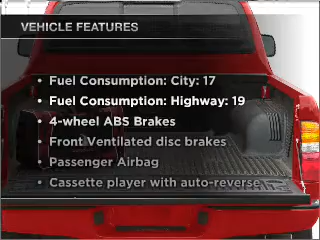 VEHICLE FEATURES
• Fuel Consumption: City: 17
• Fuel Consumption: Highway: 19
• 4-wheel ABS Brakes
• Front Ventilated disc brakes
• Passenger Airbag
• Cassette player with auto-reverse